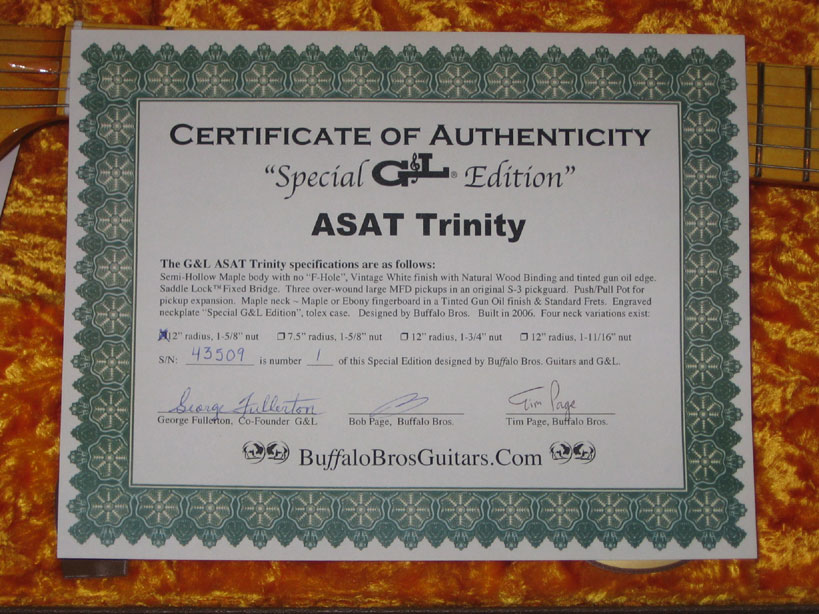 CERTIFICATE OF AUTHENTICITY
"Special G&L® Edition"
ASAT Trinity
The G&L ASAT Trinity specifications are as follows:
Semi-Hollow Maple body with no "F-Hole", Vintage White finish with Natural Wood Binding and tinted gun oil edge.
Saddle Lock™ Fixed Bridge. Three over-wound large MFD pickups in an original S-3 pickguard. Push/Pull Pot for
pickup expansion. Maple neck ~ Maple or Ebony fingerboard in a Tinted Gun Oil finish & Standard Frets. Engraved
neckplate "Special G&L Edition", tolex case. Designed by Buffalo Bros. Built in 2006. Four neck variations exist:
12" radius, 1-5/8" nut ❒ 7.5" radius, 1-5/8" nut ❒ 12" radius, 1-3/4" nut ❒ 12" radius, 1-11/16" nut
S/N: 43509 is number 1 of this Special Edition designed by Buffalo Bros. Guitars and G&L.
George Fullerton Tim Page
George Fullerton, Co-Founder G&L Bob Page, Buffalo Bros. Tim Page, Buffalo Bros.
BuffaloBrosGuitars.Com